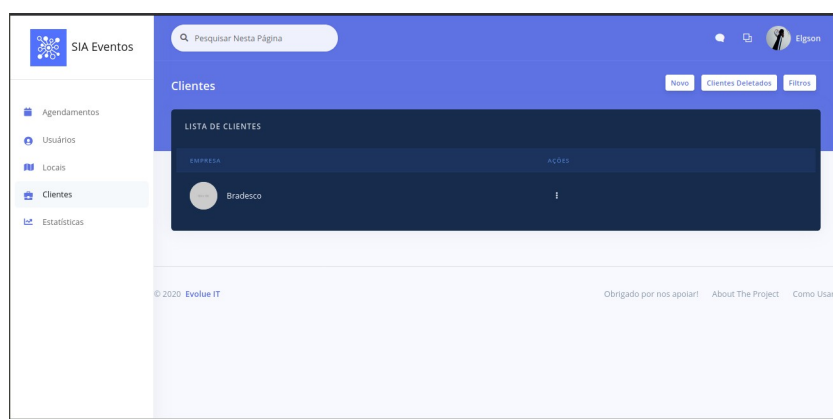 SIA Eventos
Pesquisar Nesta Página
Elgson
Agendamentos
Usuários
Locais
Clientes
Estatísticas
Clientes
Novo
Clientes Deletados
Filtros
LISTA DE CLIENTES
EMPRESA
AÇÕES
Bradesco
© 2020 Evolue IT
Obrigado por nos apoiar!
About The Project
Como Usar